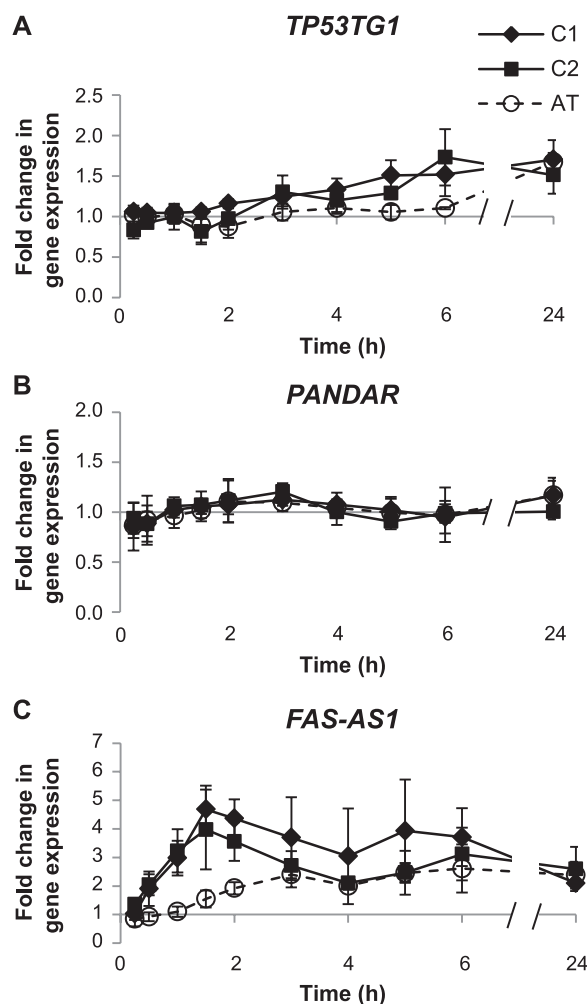 A
TP53TG1
C1
C2
AT
Fold change in
gene expression
2.5
2.0
1.5
1.0
0.5
0.0
0
2
4
6
24
Time (h)
B
PANDAR
Fold change in
gene expression
2.0
1.5
1.0
0.5
0.0
0
2
4
6
24
Time (h)
C
FAS-AS1
Fold change in
gene expression
7
6
5
4
3
2
1
0
0
2
4
6
24
Time (h)